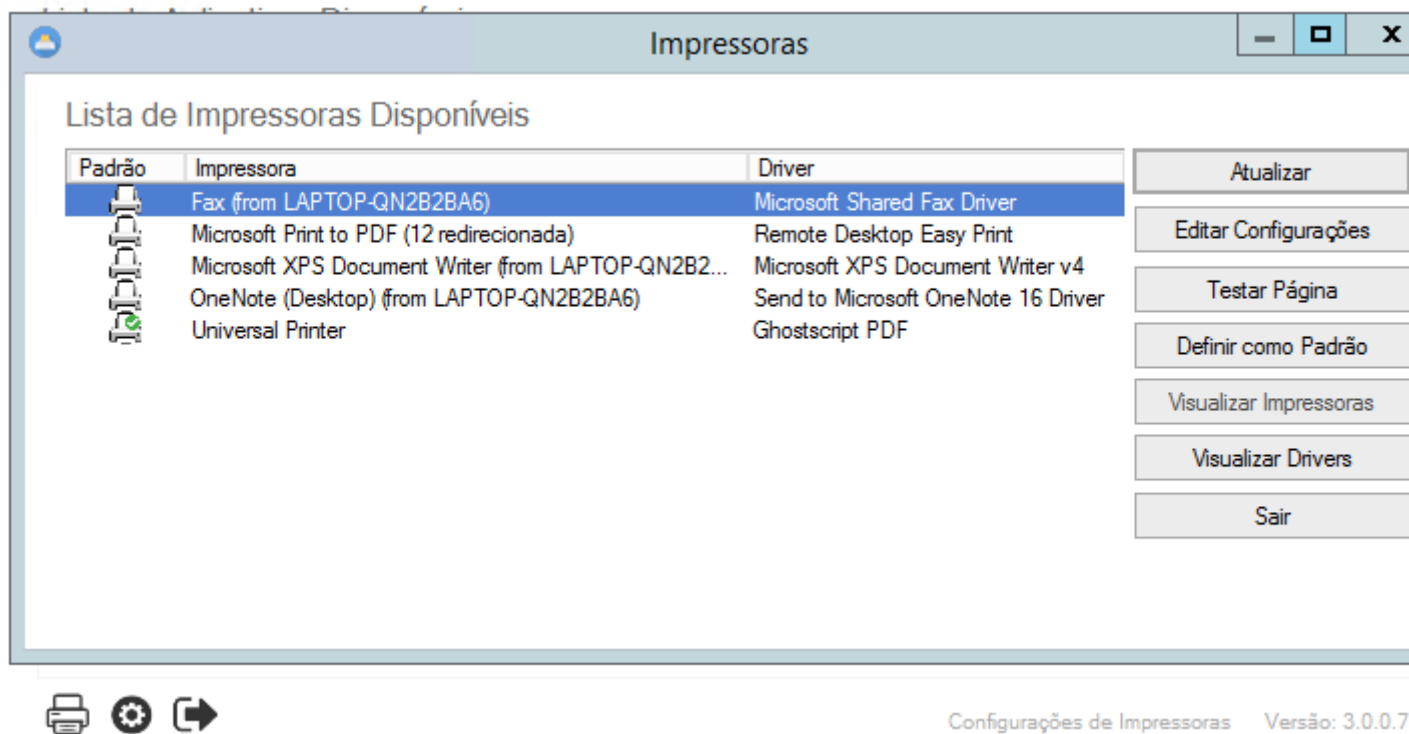 Impressoras
Lista de Impressoras Disponíveis
Padrão Impressora Driver
Fax (from LAPTOP-QN2B2BA6) Microsoft Shared Fax Driver
Microsoft Print to PDF (12 redirecionada) Remote Desktop Easy Print
Microsoft XPS Document Writer (from LAPTOP-QN2B2... Microsoft XPS Document Writer v4
OneNote (Desktop) (from LAPTOP-QN2B2BA6) Send to Microsoft OneNote 16 Driver
Universal Printer Ghostscript PDF
Atualizar
Editar Configurações
Testar Página
Definir como Padrão
Visualizar Impressoras
Visualizar Drivers
Sair
Configurações de Impressoras Versão: 3.0.0.7